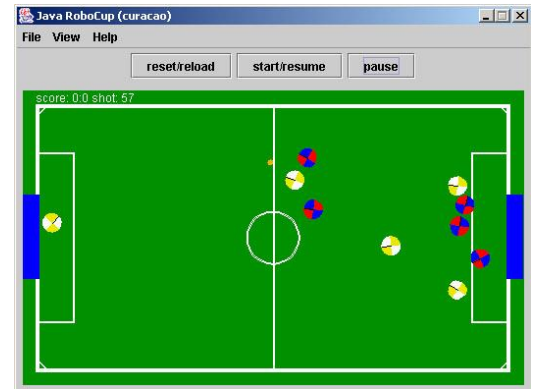 Java RoboCup (curacao)
File View Help
reset/reload start/resume pause
score: 0:0 shot: 57